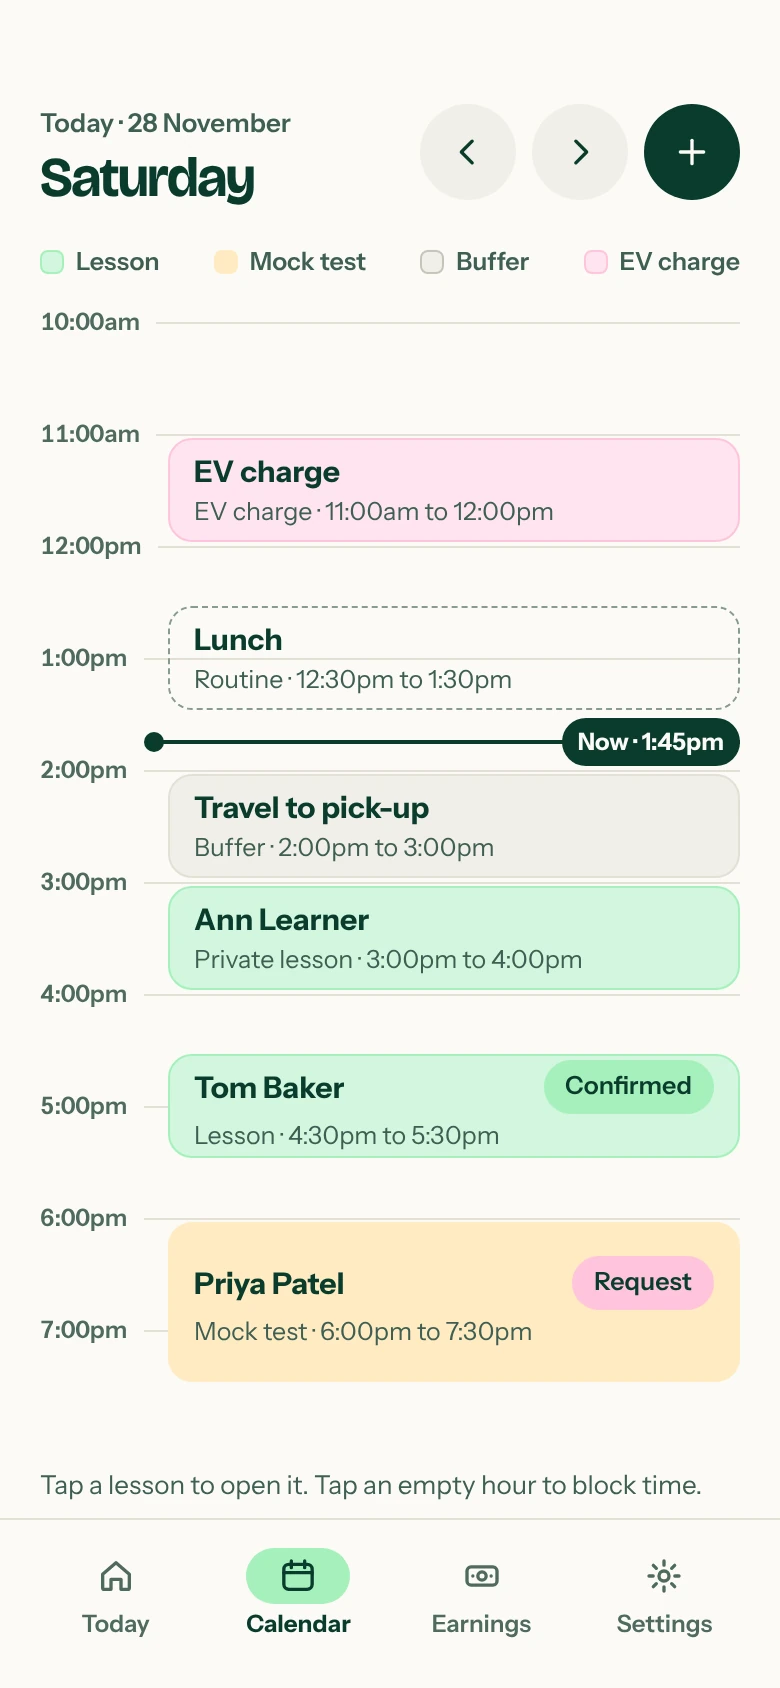 Today · 28 November
Saturday
Lesson
Mock test
Buffer
EV charge
10:00am
11:00am
EV charge
EV charge · 11:00am to 12:00pm
12:00pm
Lunch
1:00pm
Routine · 12:30pm to 1:30pm
Now · 1:45pm
2:00pm
Travel to pick-up
Buffer · 2:00pm to 3:00pm
3:00pm
Ann Learner
Private lesson · 3:00pm to 4:00pm
4:00pm
Tom Baker
Confirmed
5:00pm
Lesson · 4:30pm to 5:30pm
6:00pm
Priya Patel
Request
7:00pm
Mock test · 6:00pm to 7:30pm
Tap a lesson to open it. Tap an empty hour to block time.
Today
Calendar
Earnings
Settings